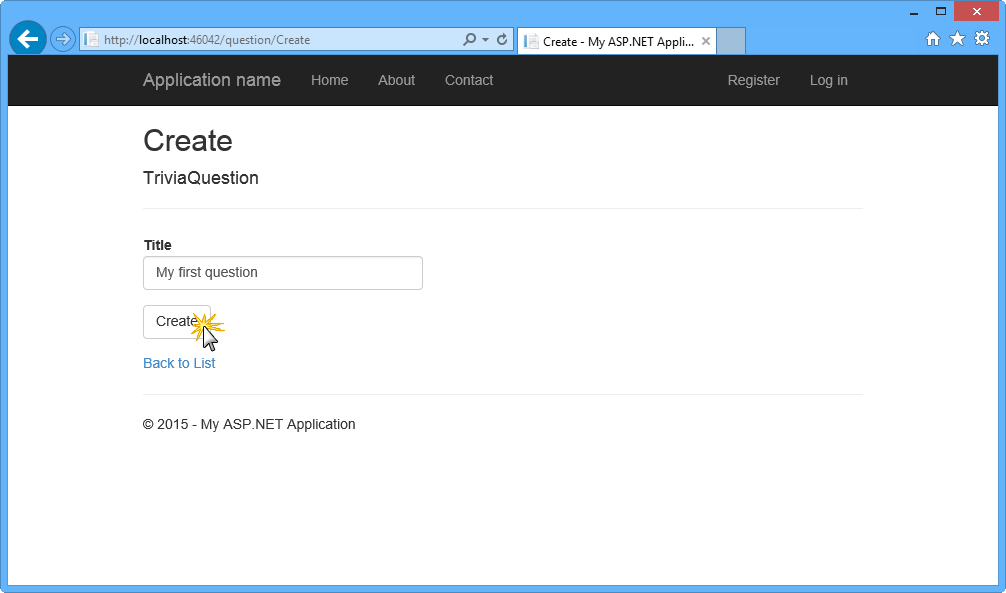 http://localhost:46042/question/Create
Create - My ASP.NET Appli...
Application name Home About Contact Register Log in
Create
TriviaQuestion
Title
My first question
Create
Back to List
© 2015 - My ASP.NET Application